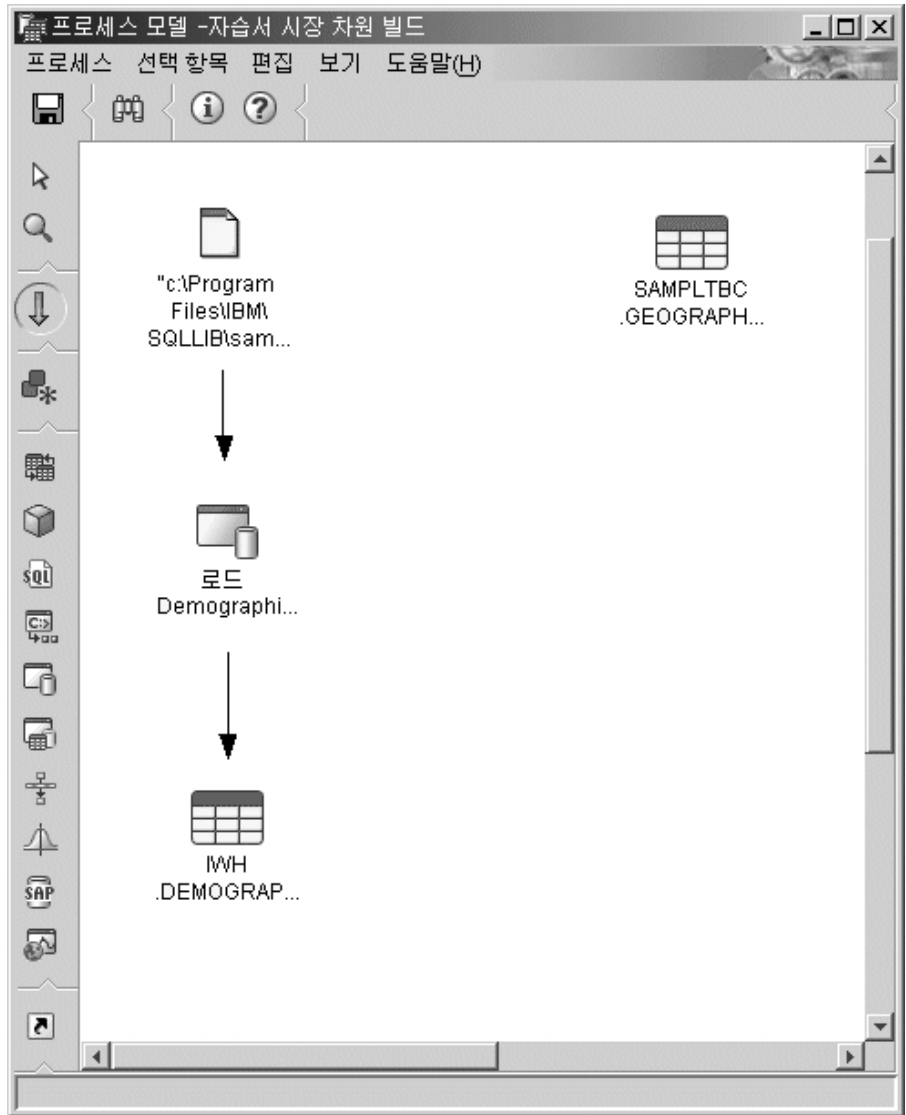 프로세스 모델 -자습서 시장 차원 빌드
프로세스 선택 항목 편집 보기 도움말(H)
"c:\Program
Files\IBM\
SQLLIB\sam...
SAMPLTBC
.GEOGRAPH...
로드
Demographi...
IWH
.DEMOGRAP...
SQL
C:>
SAP